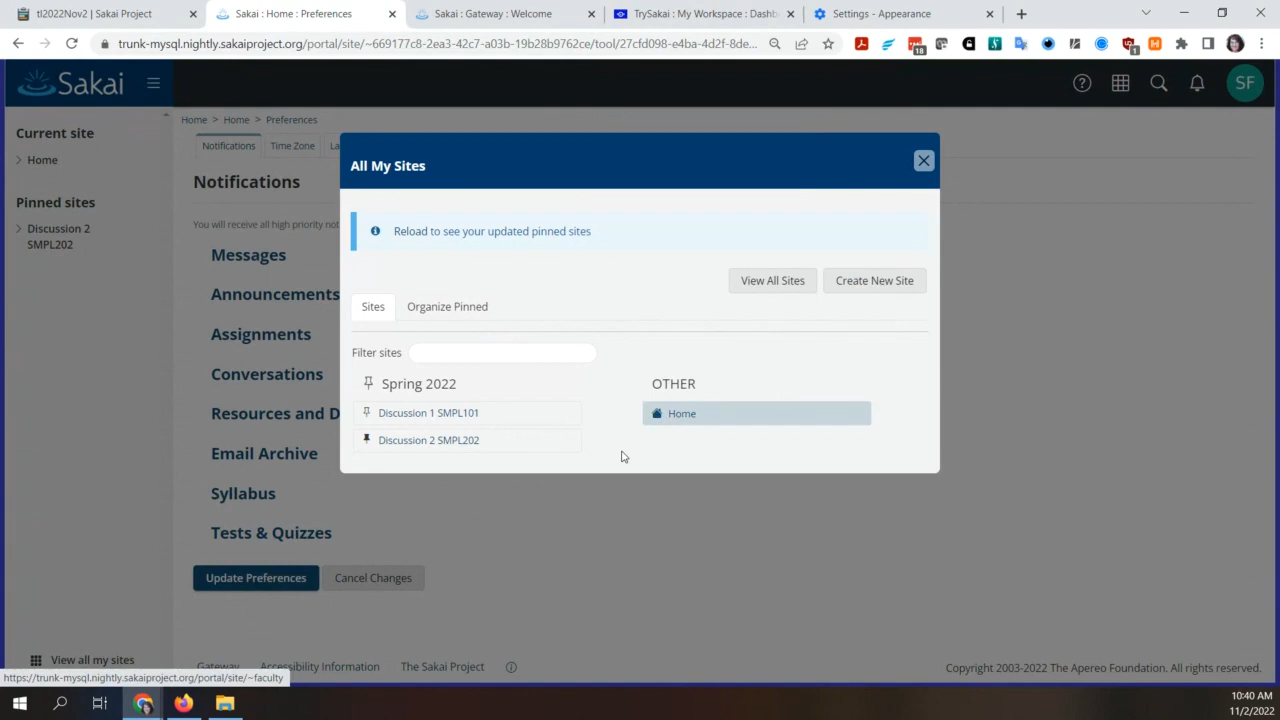 tl2022Nov2 | Sakai Project
Sakai : Home : Preferences
Sakai : Gateway : Welcome
TrySakai : My Workspace : Dashb
Settings - Appearance
trunk-mysql.nightly.sakaiproject.org/portal/site/~669177c8-2ea3-42c7-a03b-19b28b9762ce/tool/27cfd098-e4ba-4d2f-8de...
18
1
Sakai
SF
Current site
Home
Pinned sites
Discussion 2
SMPL202
View all my sites
Home > Home > Preferences
Notifications
Time Zone
La
Notifications
You will receive all high priority not
Messages
Announcements
Assignments
Conversations
Resources and D
Email Archive
Syllabus
Tests & Quizzes
Update Preferences
Cancel Changes
All My Sites
Reload to see your updated pinned sites
View All Sites
Create New Site
Sites
Organize Pinned
Filter sites
Spring 2022
Discussion 1 SMPL101
Discussion 2 SMPL202
OTHER
Home
Gateway
Accessibility Information
The Sakai Project
Copyright 2003-2022 The Apereo Foundation. All rights reserved.
https://trunk-mysql.nightly.sakaiproject.org/portal/site/~faculty
10:40 AM
11/2/2022